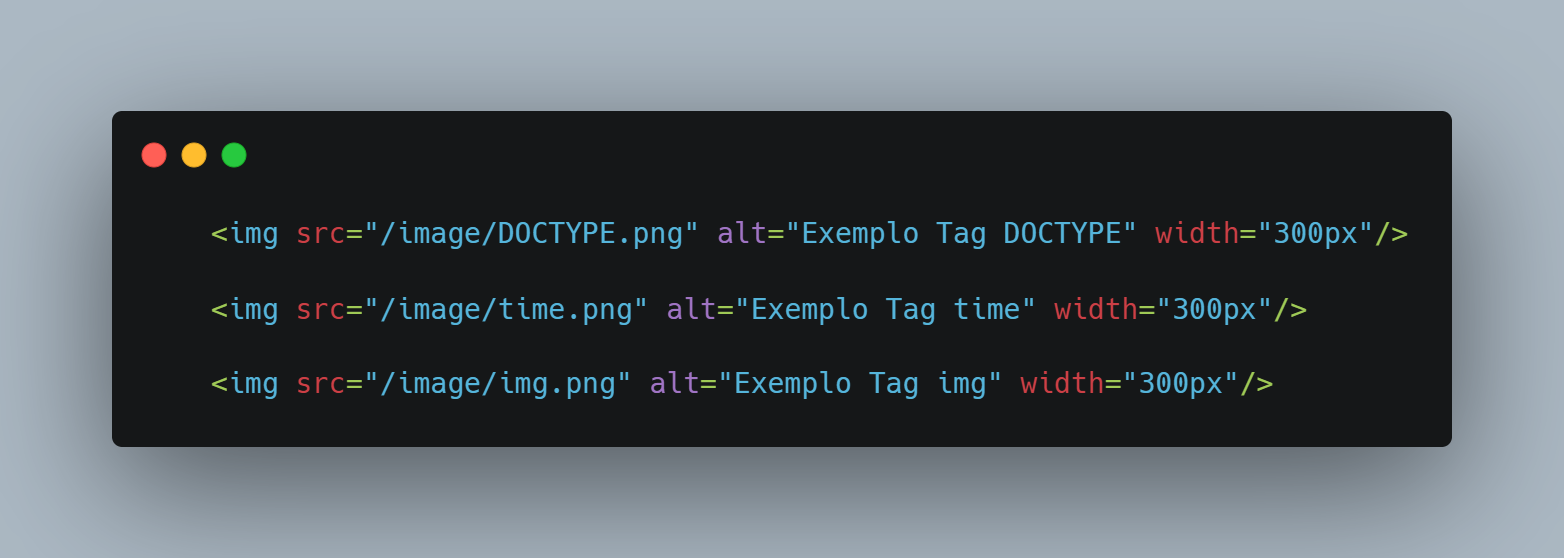 <img src="/image/DOCTYPE.png" alt="Exemplo Tag DOCTYPE" width="300px"/>
<img src="/image/time.png" alt="Exemplo Tag time" width="300px"/>
<img src="/image/img.png" alt="Exemplo Tag img" width="300px"/>